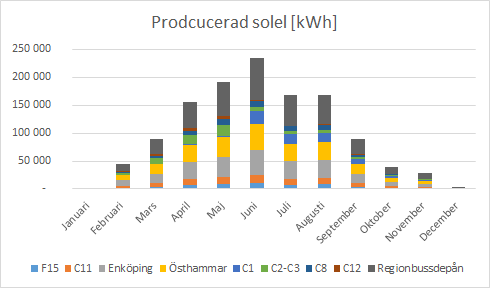 Prodcucerad solel [kWh]
250 000
200 000
150 000
100 000
50 000
-
Januari
Februari
Mars
April
Maj
Juni
Juli
Augusti
September
Oktober
November
December
F15 C11 Enköping Östhammar C1 C2-C3 C8 C12 Regionbussdepån